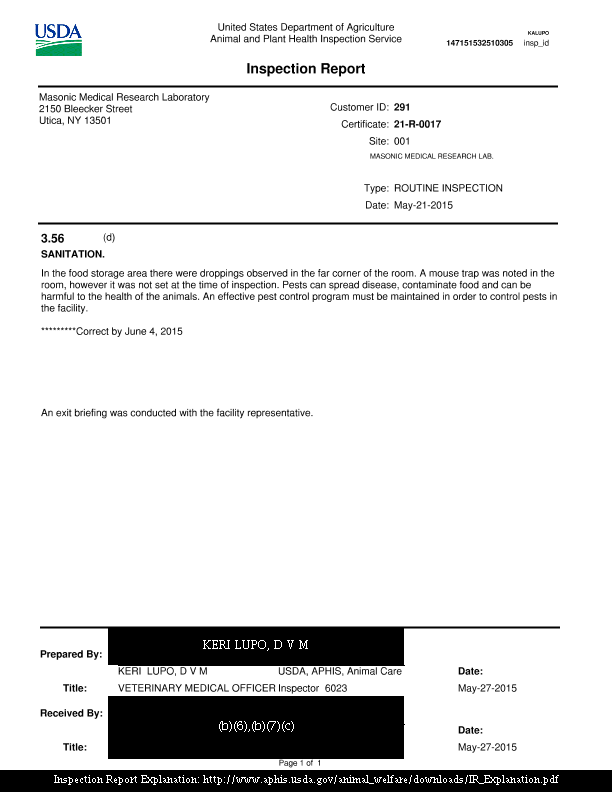 USDA
United States Department of Agriculture
Animal and Plant Health Inspection Service
KALUPO
147151532510305 insp_id
Inspection Report
Masonic Medical Research Laboratory
2150 Bleecker Street
Utica, NY 13501
Customer ID: 291
Certificate: 21-R-0017
Site: 001
MASONIC MEDICAL RESEARCH LAB.
Type: ROUTINE INSPECTION
Date: May-21-2015
3.56 (d)
SANITATION.
In the food storage area there were droppings observed in the far corner of the room. A mouse trap was noted in the
room, however it was not set at the time of inspection. Pests can spread disease, contaminate food and can be
harmful to the health of the animals. An effective pest control program must be maintained in order to control pests in
the facility.
*********Correct by June 4, 2015
An exit briefing was conducted with the facility representative.
KERI LUPO, D V M
Prepared By:
KERI LUPO, D V M USDA, APHIS, Animal Care Date:
Title: VETERINARY MEDICAL OFFICER Inspector 6023 May-27-2015
Received By:
(b)(6),(b)(7)(c)
Date:
Title: May-27-2015
Page 1 of 1
Inspection Report Explanation: http://www.aphis.usda.gov/animal_welfare/downloads/IR_Explanation.pdf